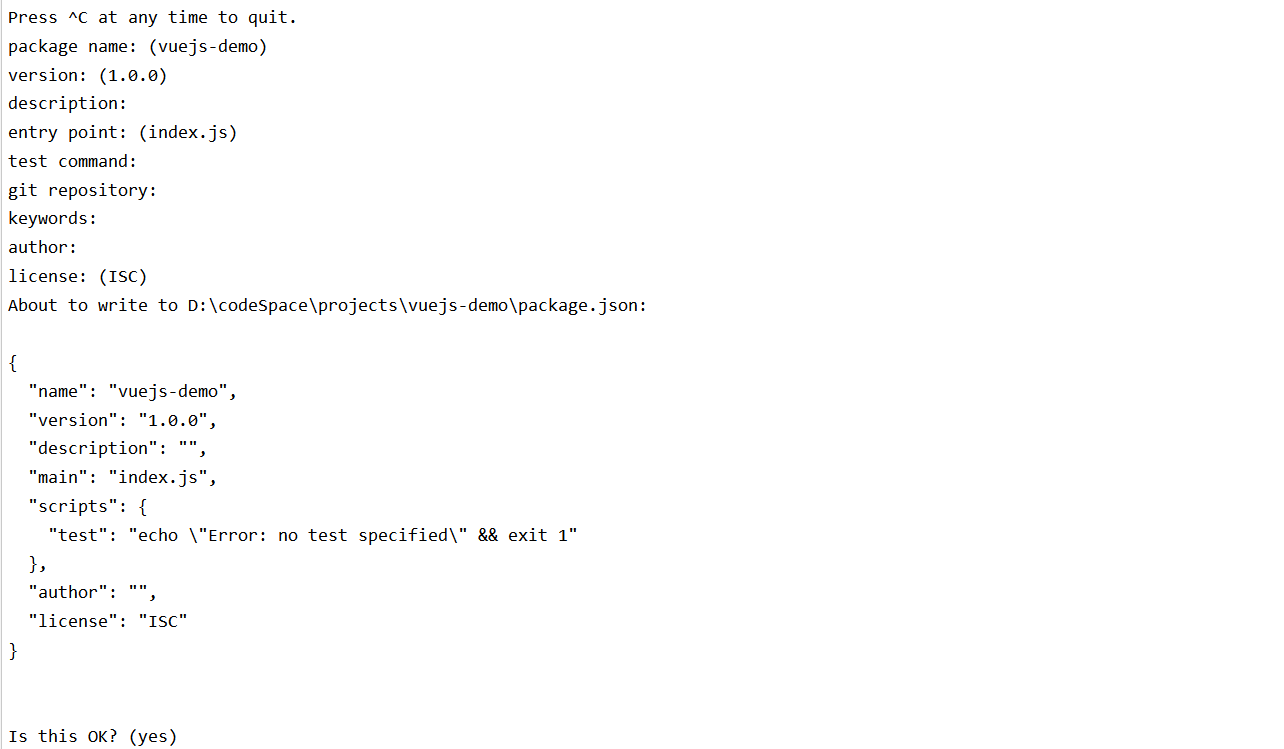 Press ^C at any time to quit.
package name: (vuejs-demo)
version: (1.0.0)
description:
entry point: (index.js)
test command:
git repository:
keywords:
author:
license: (ISC)
About to write to D:\codeSpace\projects\vuejs-demo\package.json:

{
  "name": "vuejs-demo",
  "version": "1.0.0",
  "description": "",
  "main": "index.js",
  "scripts": {
    "test": "echo \"Error: no test specified\" && exit 1"
  },
  "author": "",
  "license": "ISC"
}

Is this OK? (yes)